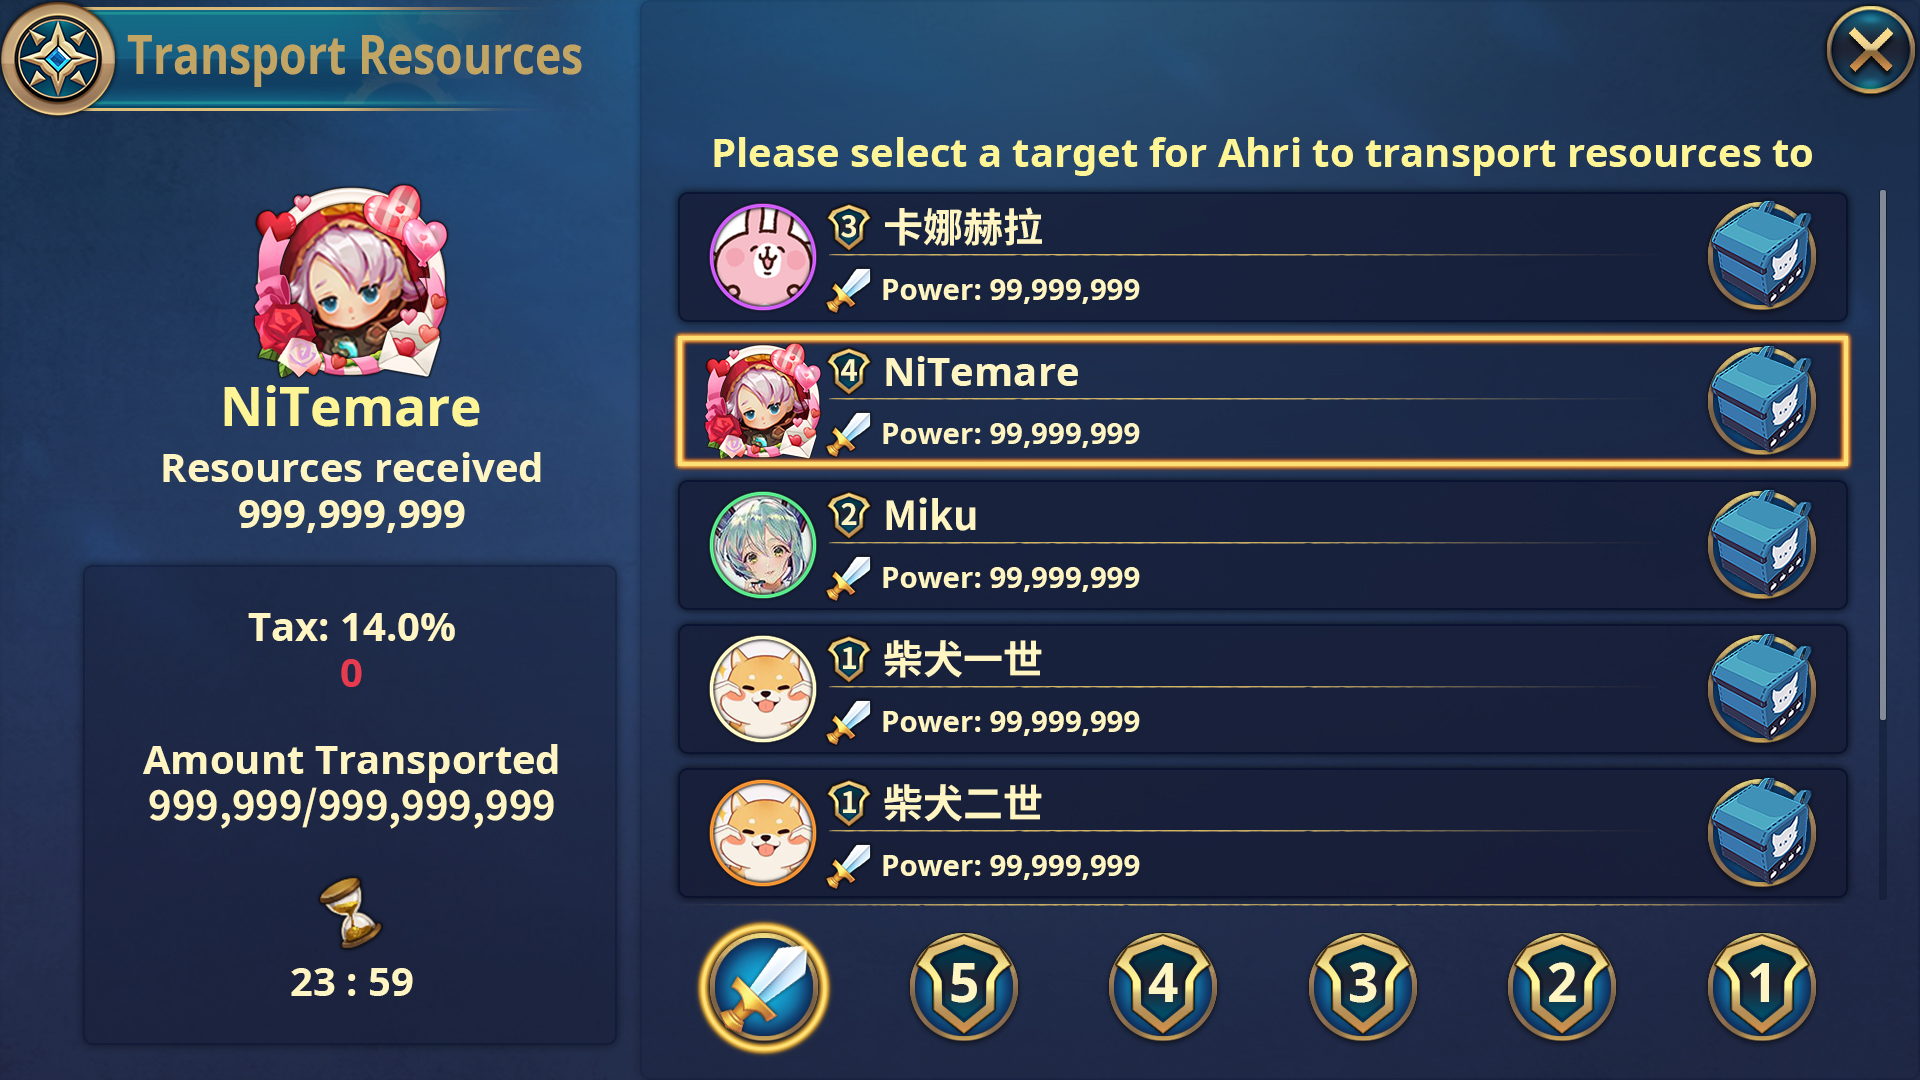 Transport Resources
NiTemare
Resources received
999,999,999
Tax: 14.0%
0
Amount Transported
999,999/999,999,999
23 : 59
Please select a target for Ahri to transport resources to
3 卡娜赫拉
Power: 99,999,999
4 NiTemare
Power: 99,999,999
2 Miku
Power: 99,999,999
1 柴犬一世
Power: 99,999,999
1 柴犬二世
Power: 99,999,999
5 4 3 2 1